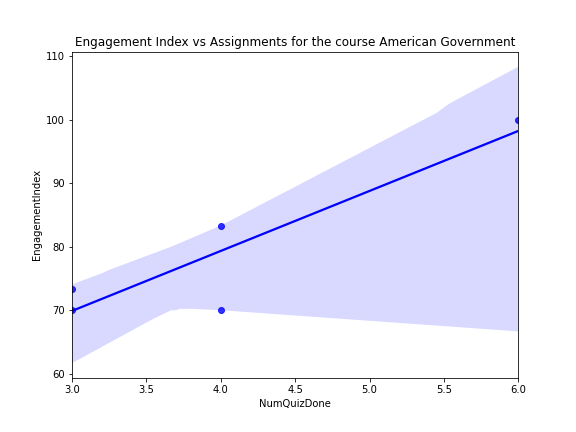 Engagement Index vs Assignments for the course American Government
110
100
90
80
70
60
EngagementIndex
3.0 3.5 4.0 4.5 5.0 5.5 6.0
NumQuizDone